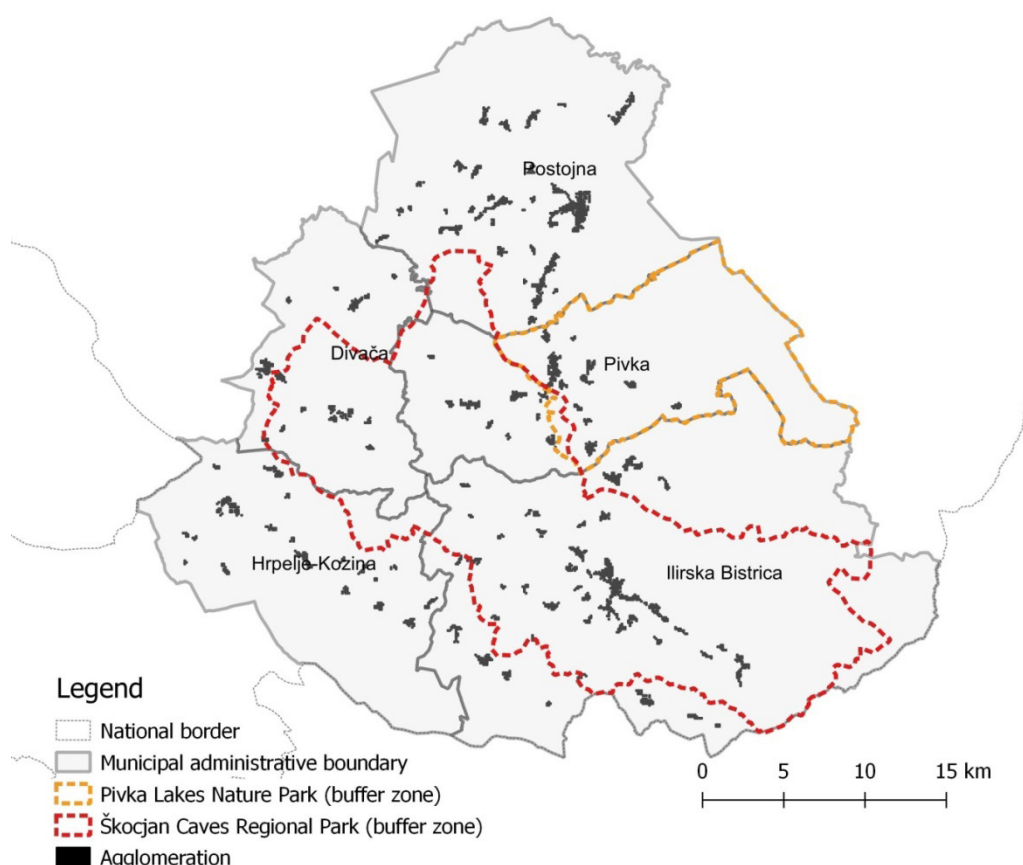 Postojna
Divača
Pivka
Hrpelje-Kozina
Ilirska Bistrica
Legend
National border
Municipal administrative boundary
Pivka Lakes Nature Park (buffer zone)
Škocjan Caves Regional Park (buffer zone)
Agglomeration
0 5 10 15 km